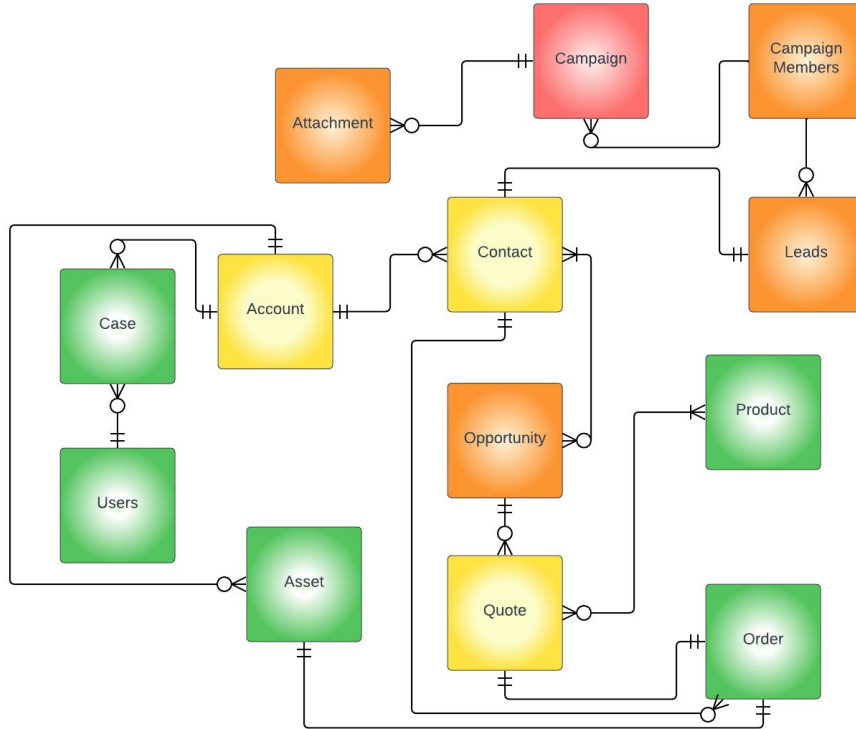 Campaign
Campaign
Members
Attachment
Contact
Leads
Account
Case
Product
Opportunity
Users
Asset
Quote
Order